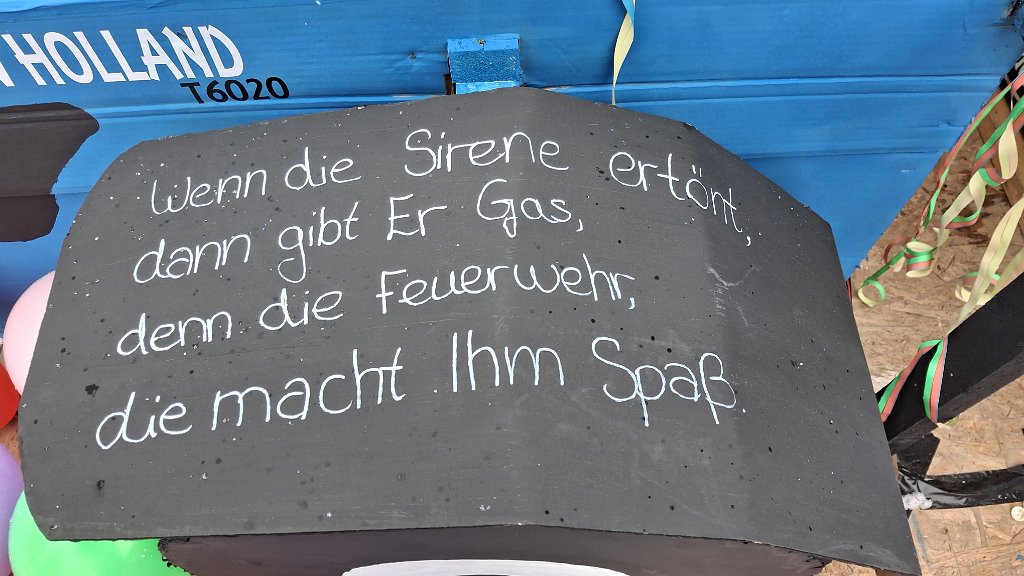 HOLLAND
T6020
Wenn die Sirene ertönt,
dann gibt Er Gas,
denn die Feuerwehr,
die macht Ihm Spaß.